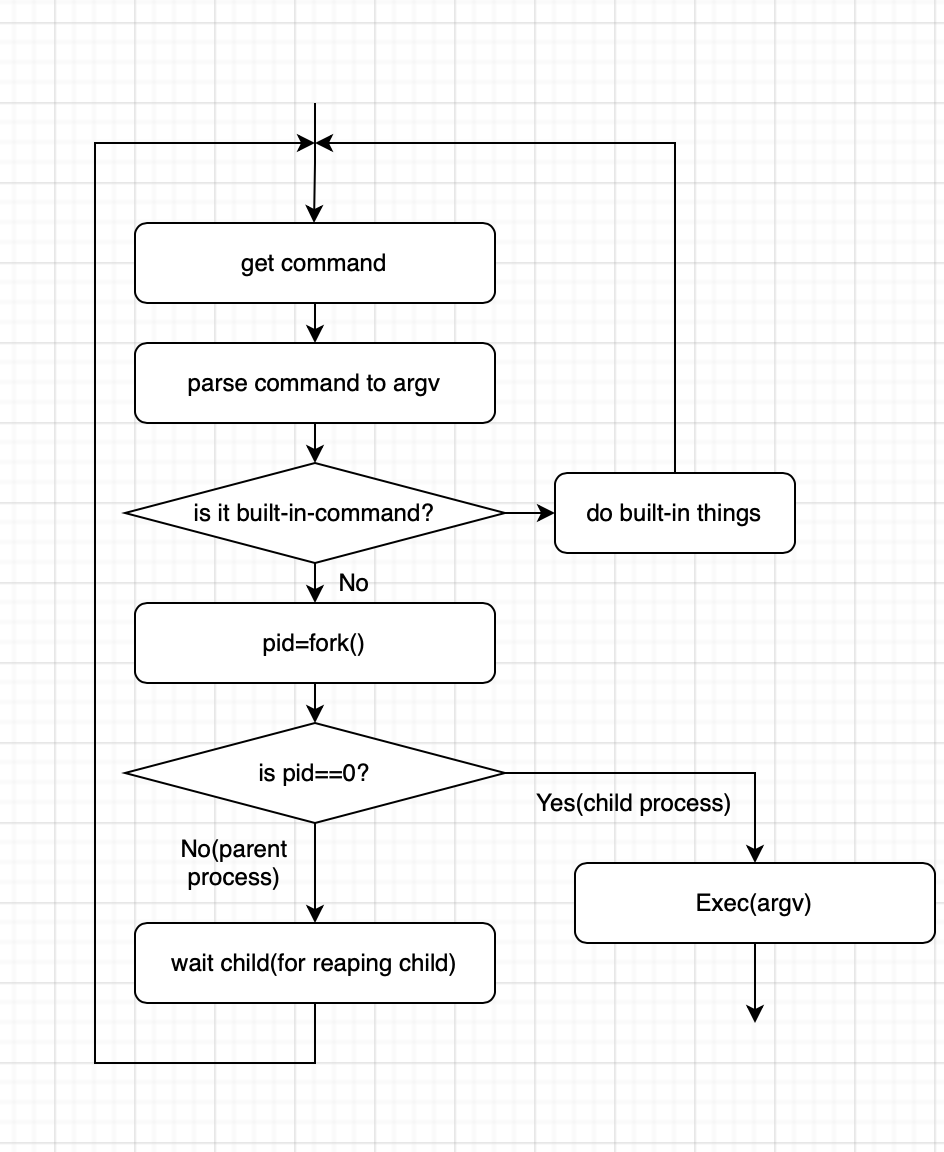 get command
parse command to argv
is it built-in-command?
do built-in things
No
pid=fork()
is pid==0?
Yes(child process)
No(parent
process)
Exec(argv)
wait child(for reaping child)